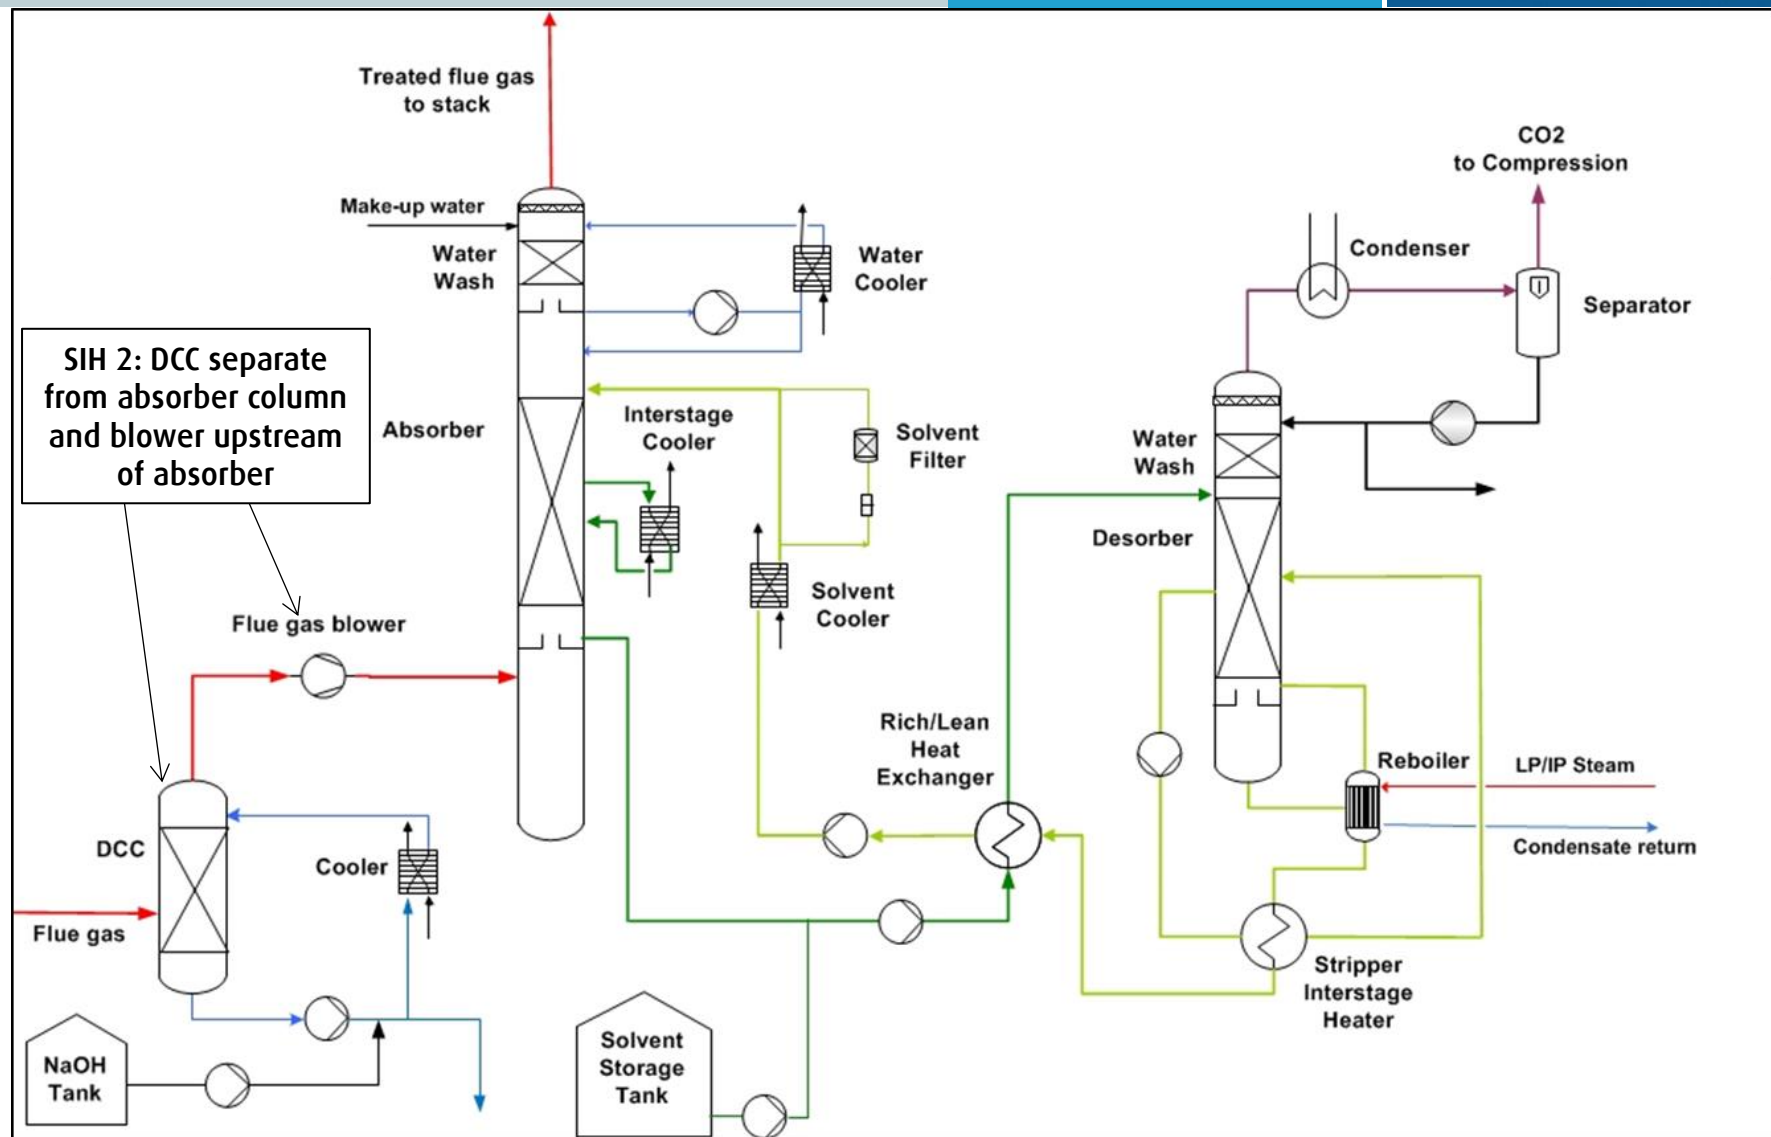 Treated flue gas
to stack
Make-up water
Water
Wash
Water
Cooler
SIH 2: DCC separate
from absorber column
and blower upstream
of absorber
Absorber
Interstage
Cooler
Solvent
Filter
Solvent
Cooler
Flue gas blower
DCC
Cooler
Flue gas
NaOH
Tank
Solvent
Storage
Tank
Rich/Lean
Heat
Exchanger
CO2
to Compression
Condenser
Separator
Water
Wash
Desorber
Reboiler
LP/IP Steam
Condensate return
Stripper
Interstage
Heater